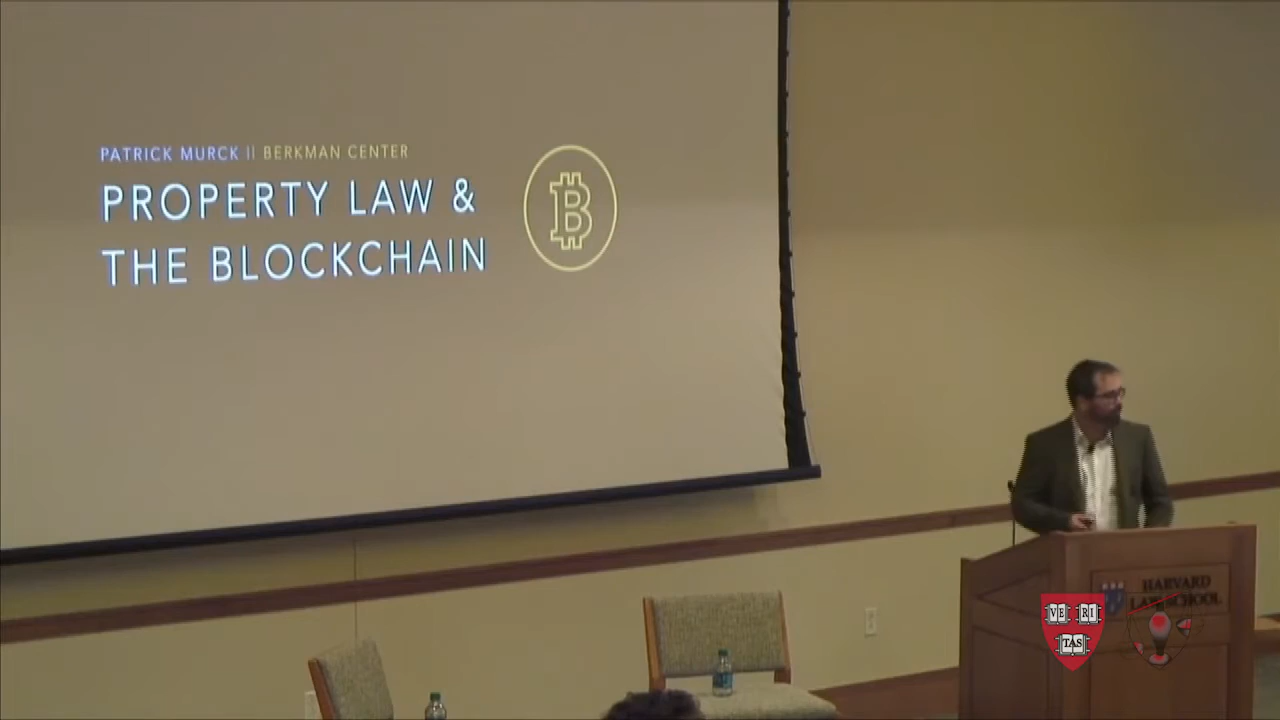 PATRICK MURCK || BERKMAN CENTER
PROPERTY LAW &
THE BLOCKCHAIN
HARVARD
LAW SCHOOL
VE RI
TAS